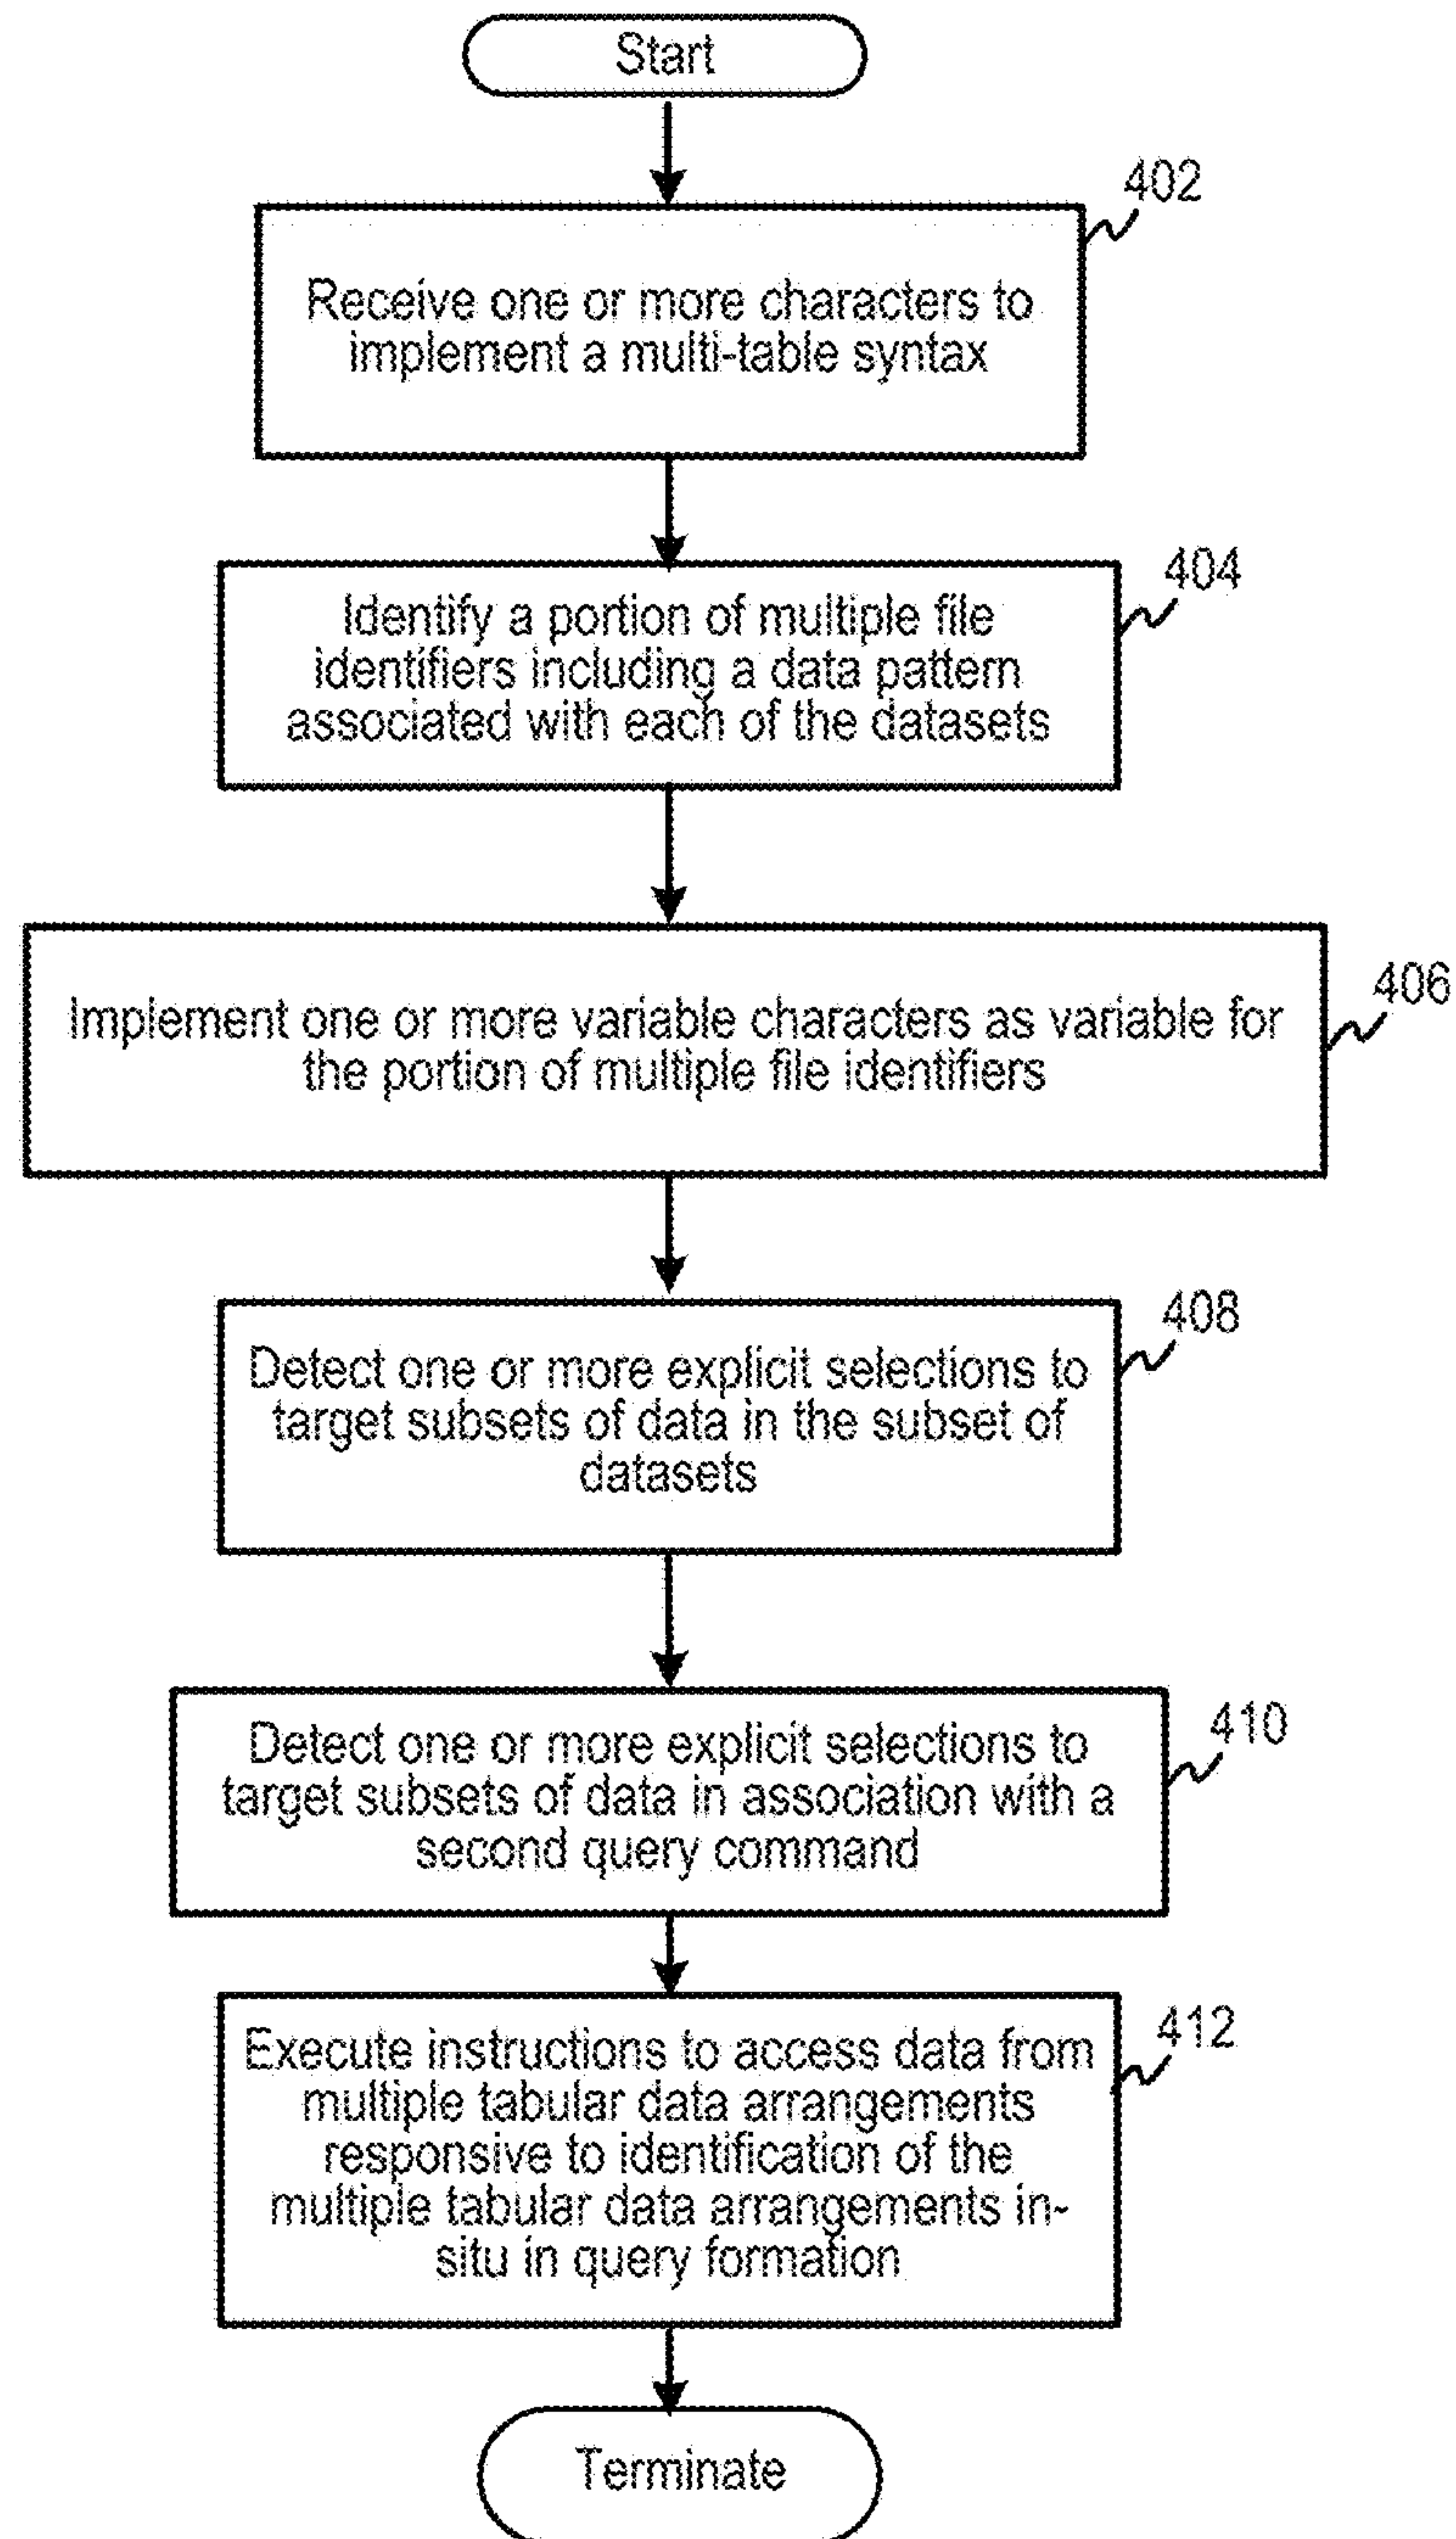 Start
402
Receive one or more characters to
implement a multi-table syntax
404
Identify a portion of multiple file
identifiers including a data pattern
associated with each of the datasets
406
Implement one or more variable characters as variable for
the portion of multiple file identifiers
408
Detect one or more explicit selections to
target subsets of data in the subset of
datasets
410
Detect one or more explicit selections to
target subsets of data in association with a
second query command
412
Execute instructions to access data from
multiple tabular data arrangements
responsive to identification of the
multiple tabular data arrangements in-
situ in query formation
Terminate